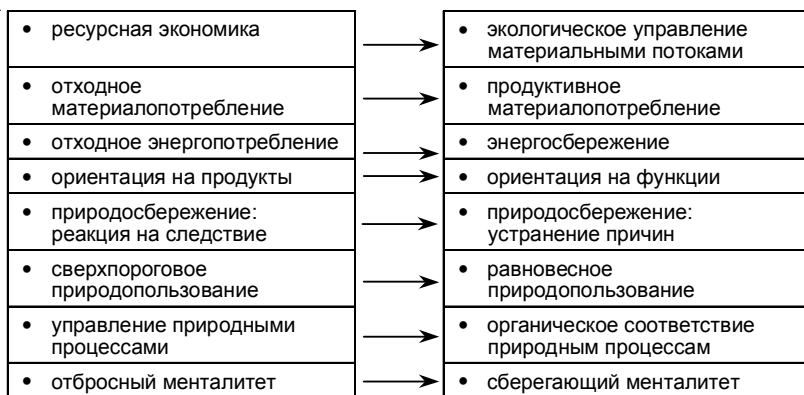 • ресурсная экономика
• экологическое управление
материальными потоками
• отходное
материалопотребление
• продуктивное
материалопотребление
• отходное энергопотребление
• энергосбережение
• ориентация на продукты
• ориентация на функции
• природосбережение:
реакция на следствие
• природосбережение:
устранение причин
• сверхпороговое
природопользование
• равновесное
природопользование
• управление природными
процессами
• органическое соответствие
природным процессам
• отбросный менталитет
• сберегающий менталитет